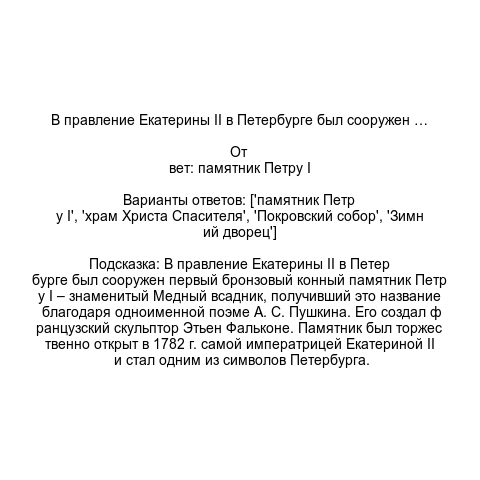 В правление Екатерины II в Петербурге был сооружен …
От
вет: памятник Петру I
Варианты ответов: ['памятник Петр
у I', 'храм Христа Спасителя', 'Покровский собор', 'Зимн
ий дворец']
Подсказка: В правление Екатерины II в Петер
бурге был сооружен первый бронзовый конный памятник Петр
у I – знаменитый Медный всадник, получивший это название
благодаря одноименной поэме А. С. Пушкина. Его создал ф
ранцузский скульптор Этьен Фальконе. Памятник был торжес
твенно открыт в 1782 г. самой императрицей Екатериной II
и стал одним из символов Петербурга.